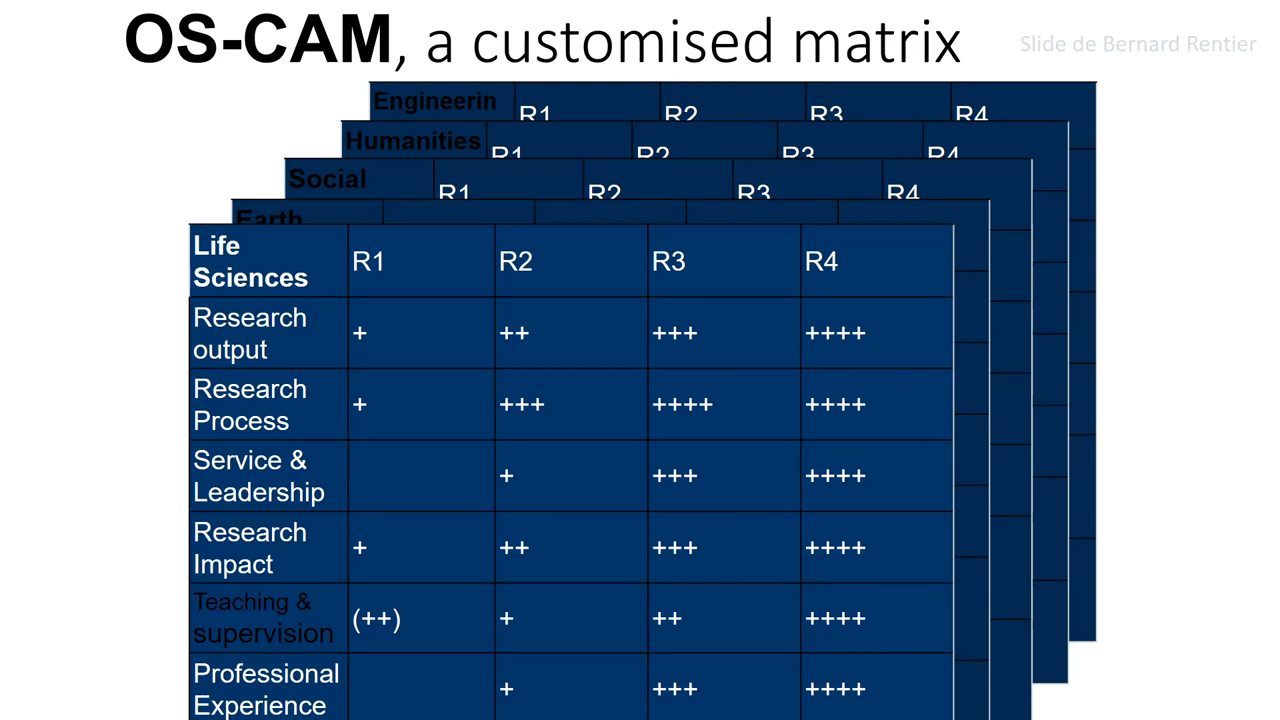 OS-CAM, a customised matrix
Slide de Bernard Rentier
Engineerin R1 R2 R3 R4
Humanities R1 R2 R3 R4
Social R1 R2 R3 R4
Earth
Life
Sciences R1 R2 R3 R4
Research
output + ++ +++ ++++
Research
Process + +++ ++++ ++++
Service &
Leadership + +++ ++++
Research
Impact + ++ +++ ++++
Teaching &
supervision (++) + ++ ++++
Professional
Experience + +++ ++++